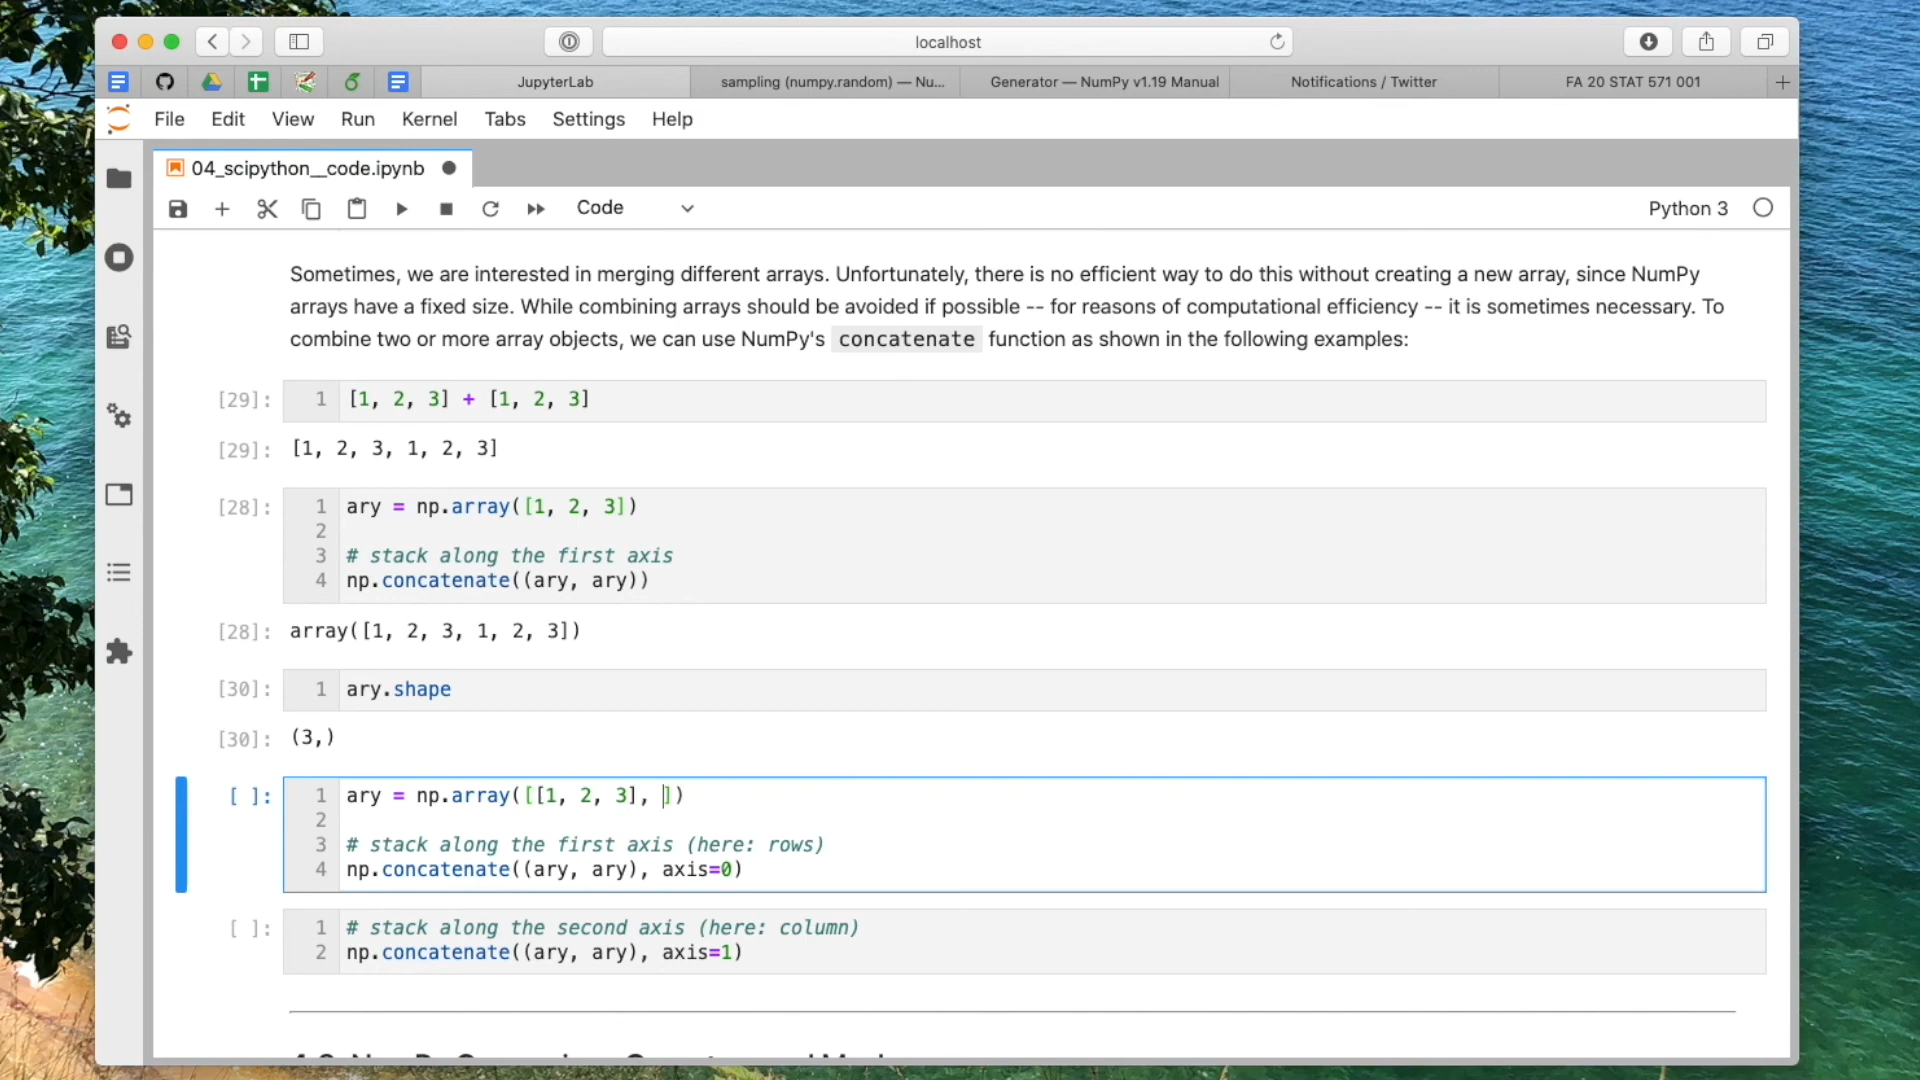 localhost
JupyterLab
sampling (numpy.random) — Nu...
Generator — NumPy v1.19 Manual
Notifications / Twitter
FA 20 STAT 571 001
File Edit View Run Kernel Tabs Settings Help
04_scipython__code.ipynb
Code
Python 3
Sometimes, we are interested in merging different arrays. Unfortunately, there is no efficient way to do this without creating a new array, since NumPy
arrays have a fixed size. While combining arrays should be avoided if possible -- for reasons of computational efficiency -- it is sometimes necessary. To
combine two or more array objects, we can use NumPy's concatenate function as shown in the following examples:
[29]: 1 [1, 2, 3] + [1, 2, 3]
[29]: [1, 2, 3, 1, 2, 3]
[28]: 1 ary = np.array([1, 2, 3])
2
3 # stack along the first axis
4 np.concatenate((ary, ary))
[28]: array([1, 2, 3, 1, 2, 3])
[30]: 1 ary.shape
[30]: (3,)
[ ]: 1 ary = np.array([[1, 2, 3], ])
2
3 # stack along the first axis (here: rows)
4 np.concatenate((ary, ary), axis=0)
[ ]: 1 # stack along the second axis (here: column)
2 np.concatenate((ary, ary), axis=1)